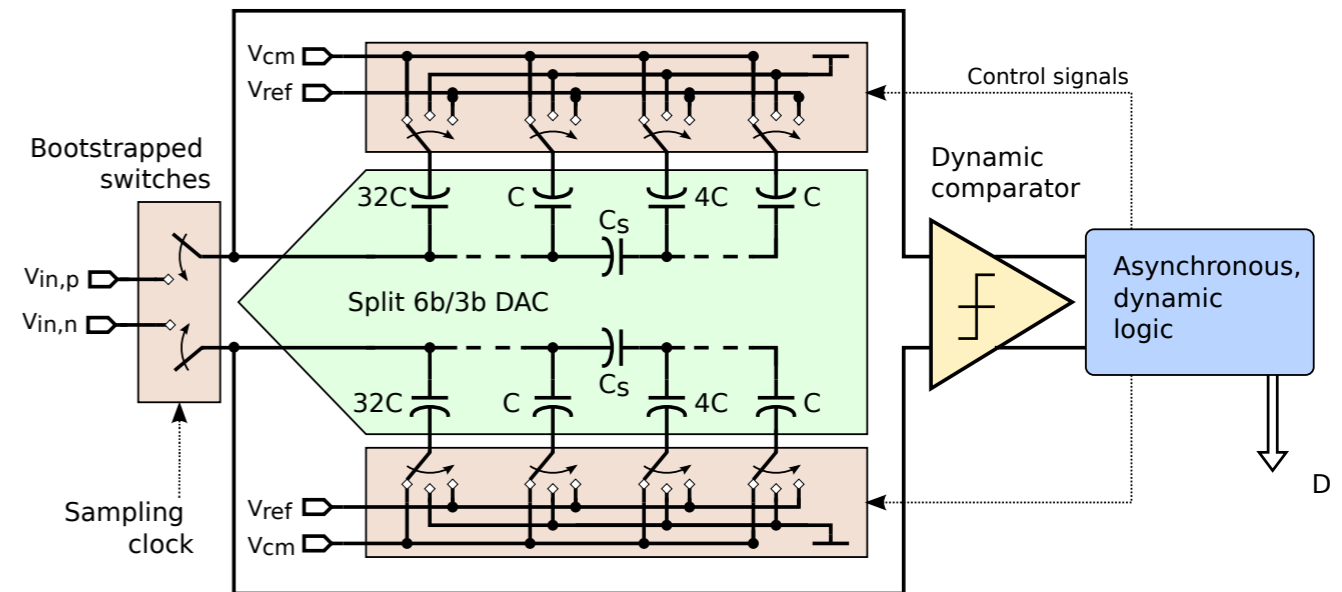 Vcm
Vref
Control signals
Bootstrapped
switches
Dynamic
comparator
32C
C
4C
C
Cs
Vin,p
Vin,n
Split 6b/3b DAC
Asynchronous,
dynamic
logic
Cs
32C
C
4C
C
Sampling
clock
Vref
Vcm
D